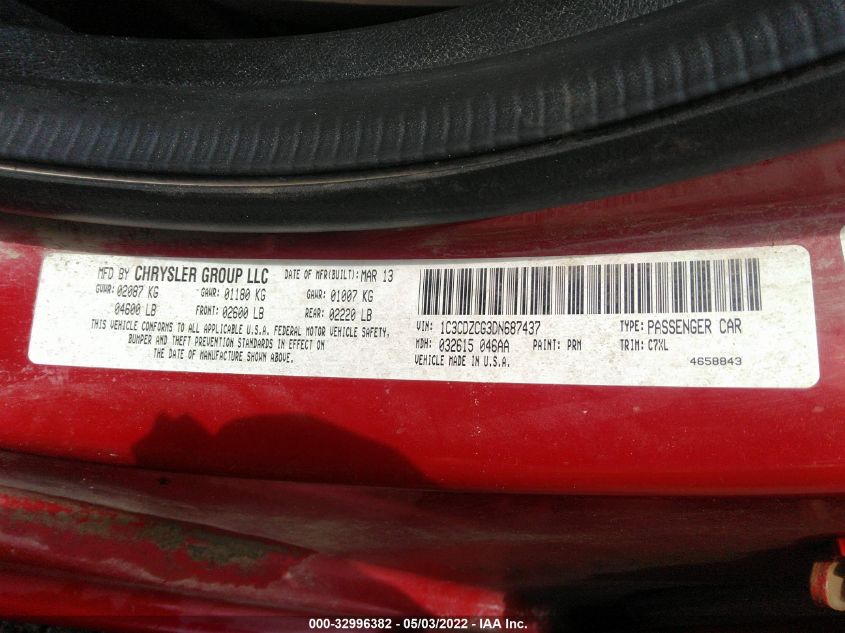 MFD BY CHRYSLER GROUP LLC DATE OF MFR(BUILT): MAR 13
GVWR: 02087 KG GAWR: 01180 KG GAWR: 01007 KG
04600 LB FRONT: 02600 LB REAR: 02220 LB
THIS VEHICLE CONFORMS TO ALL APPLICABLE U.S.A. FEDERAL MOTOR VEHICLE SAFETY,
BUMPER AND THEFT PREVENTION STANDARDS IN EFFECT ON
THE DATE OF MANUFACTURE SHOWN ABOVE.
VIN: 1C3CDZCG3DN687437 TYPE: PASSENGER CAR
MDH: 032615 046AA PAINT: PRM TRIM: C7XL
VEHICLE MADE IN U.S.A. 4658843
000-32996382 - 05/03/2022 - IAA Inc.